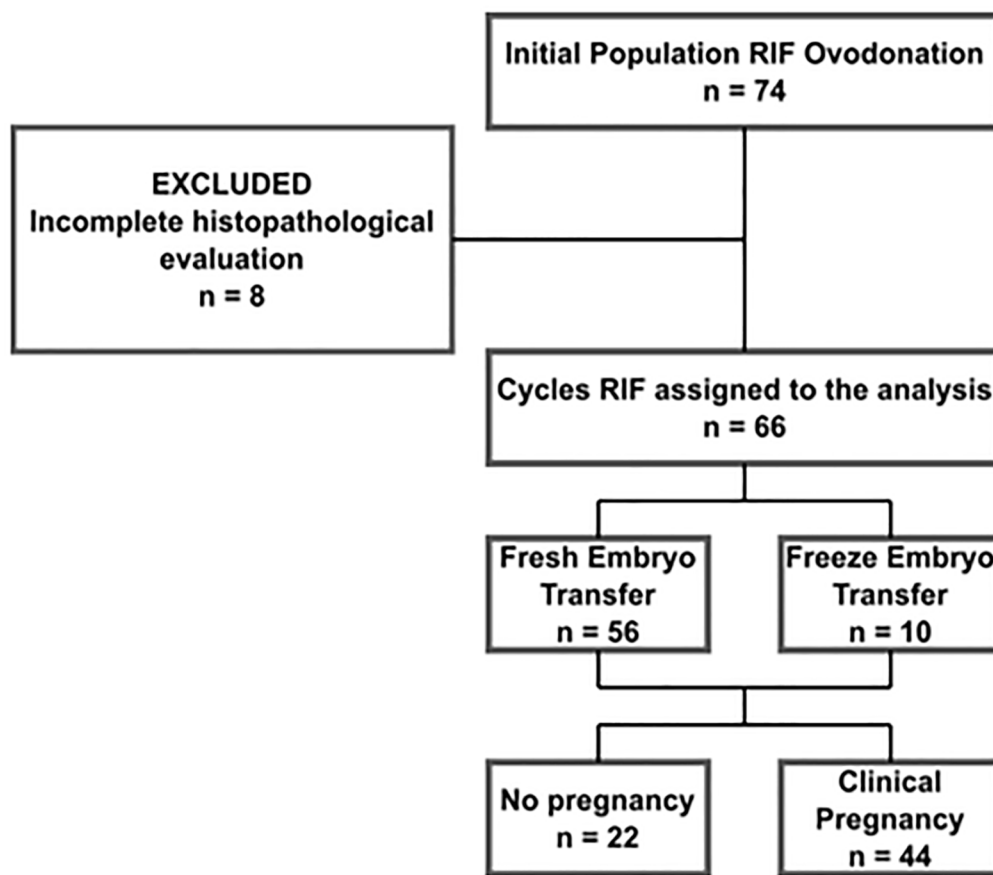 Initial Population RIF Ovodonation
n = 74
EXCLUDED
Incomplete histopathological
evaluation
n = 8
Cycles RIF assigned to the analysis
n = 66
Fresh Embryo
Transfer
n = 56
Freeze Embryo
Transfer
n = 10
No pregnancy
n = 22
Clinical
Pregnancy
n = 44